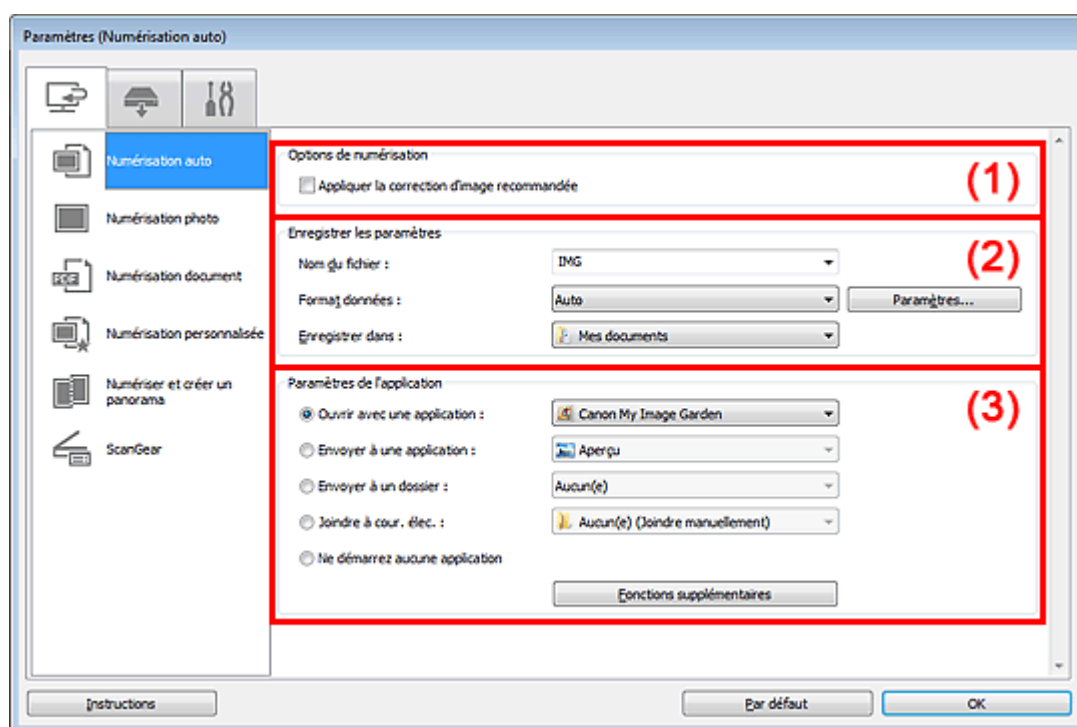 Paramètres (Numérisation auto)
Numérisation auto
Numérisation photo
Numérisation document
Numérisation personnalisée
Numériser et créer un
panorama
ScanGear
Options de numérisation
(1)
Appliquer la correction d'image recommandée
Enregistrer les paramètres
(2)
Nom du fichier :
IMG
Format données :
Auto
Paramètres...
Enregistrer dans :
Mes documents
Paramètres de l'application
(3)
Ouvrir avec une application :
Canon My Image Garden
Envoyer à une application :
Aperçu
Envoyer à un dossier :
Aucun(e)
Joindre à cour. élec. :
Aucun(e) (Joindre manuellement)
Ne démarrez aucune application
Fonctions supplémentaires
Instructions
Par défaut
OK